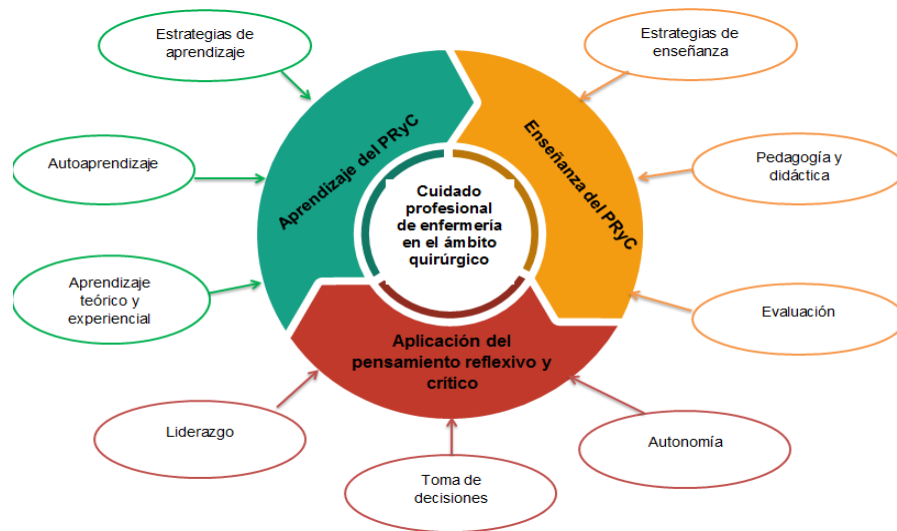 Estrategias de
aprendizaje
Estrategias de
enseñanza
Aprendizaje del PRyC
Enseñanza del PRyC
Autoaprendizaje
Pedagogía y
didáctica
Cuidado
profesional
de enfermería
en el ámbito
quirúrgico
Aprendizaje
teórico y
experiencial
Evaluación
Aplicación del
pensamiento reflexivo y
crítico
Liderazgo
Toma de
decisiones
Autonomía